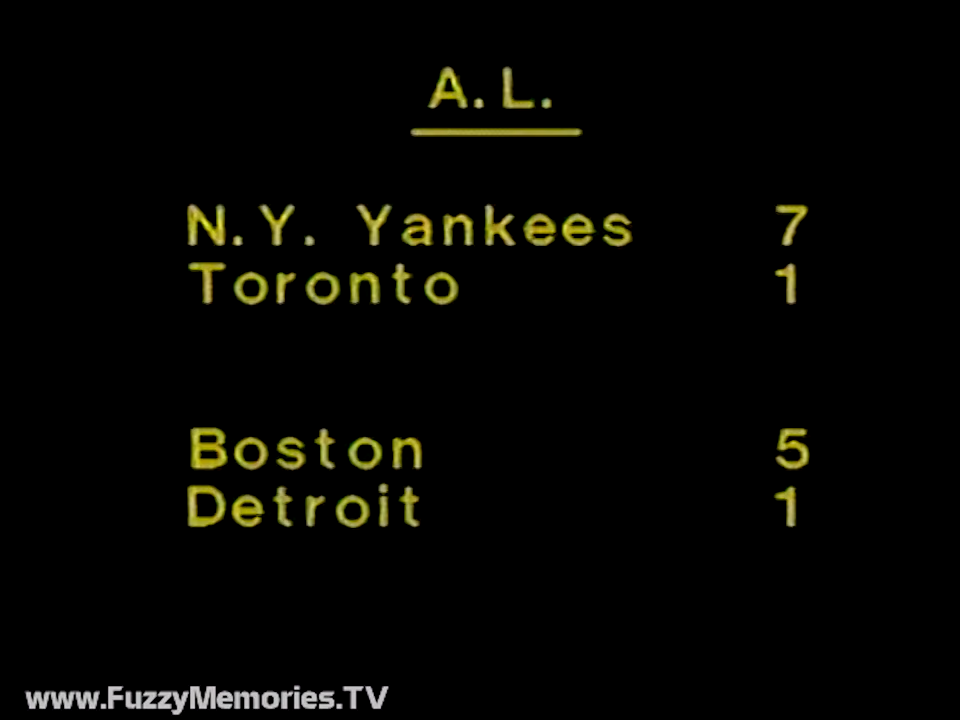 A.L.
N.Y. Yankees 7
Toronto 1
Boston 5
Detroit 1
www.FuzzyMemories.TV